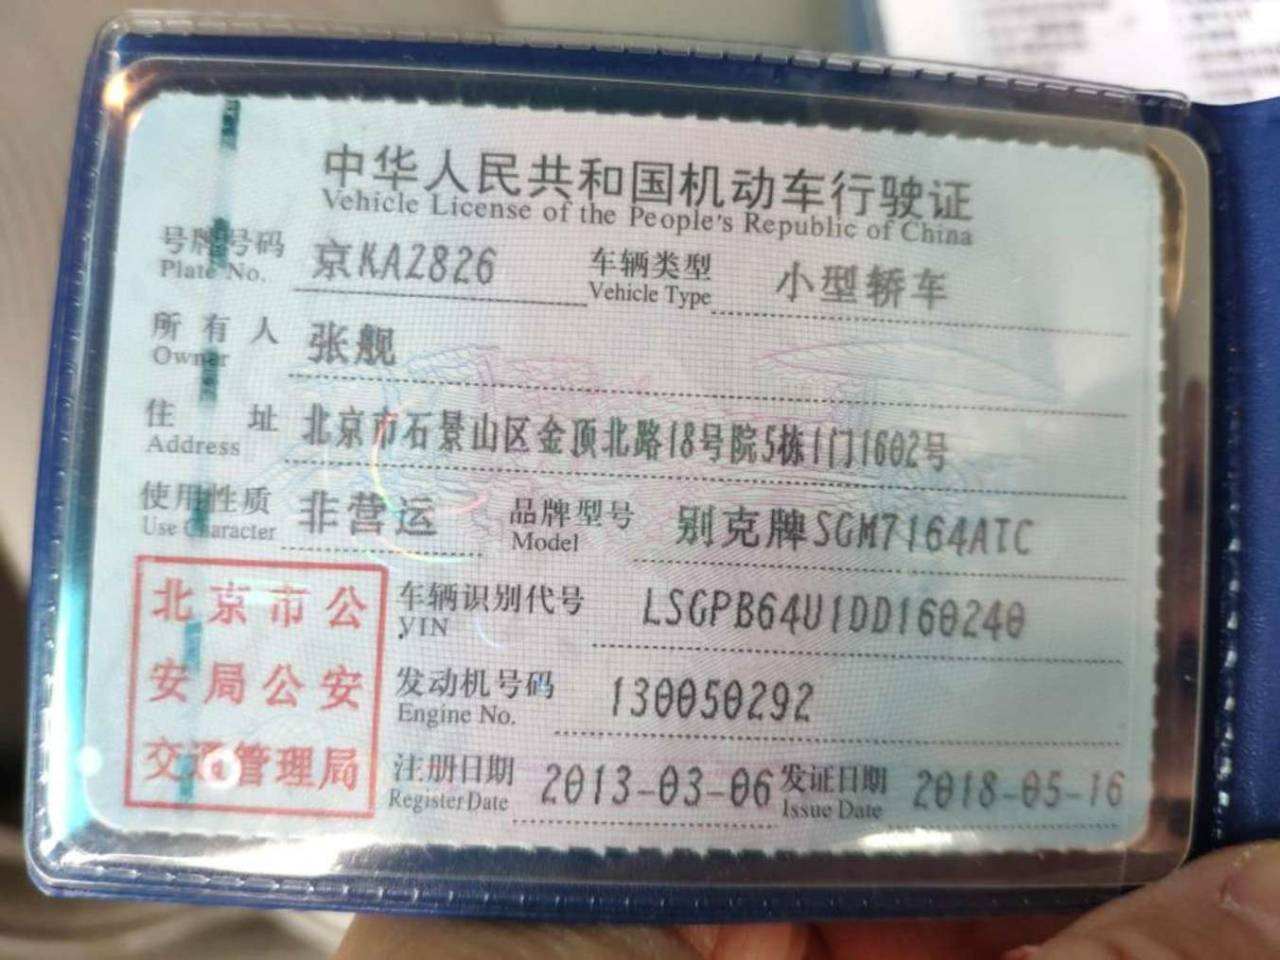 中华人民共和国机动车行驶证
Vehicle License of the People's Republic of China
号牌号码 京KA2826 车辆类型 小型轿车
Plate No. Vehicle Type
所有人 张舰
Owner
住址 北京市石景山区金顶北路18号院5栋1门1602号
Address
使用性质 非营运 品牌型号 别克牌SGM7164ATC
Use Character Model
北京市公
安局公安
交通管理局
车辆识别代号 LSGPB64U1DD160240
VIN
发动机号码 130050292
Engine No.
注册日期 2013-03-06 发证日期 2018-05-16
Register Date Issue Date